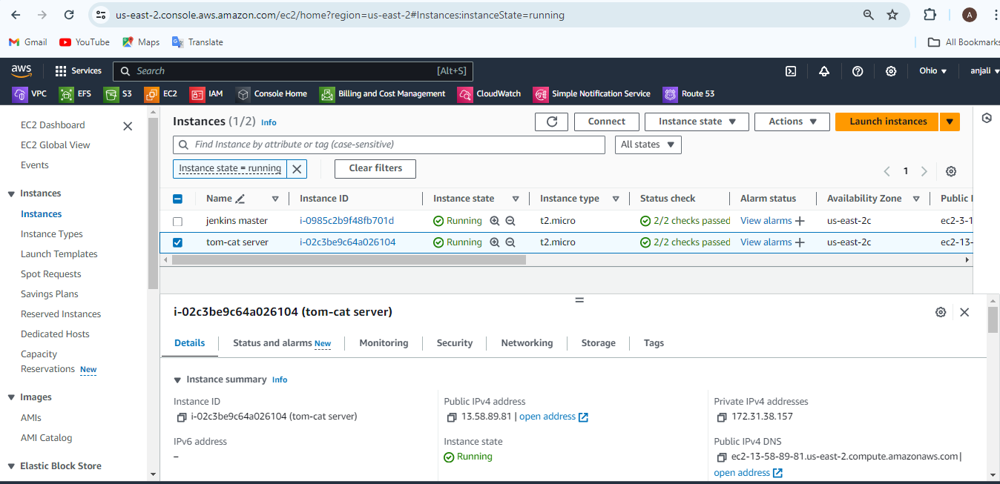 us-east-2.console.aws.amazon.com/ec2/home?region=us-east-2#Instances:instanceState=running
A
Gmail YouTube Maps Translate All Bookmarks
aws Services Search [Alt+S] Ohio anjali
VPC EFS S3 EC2 IAM Console Home Billing and Cost Management CloudWatch Simple Notification Service Route 53
EC2 Dashboard
EC2 Global View
Events
Instances
Instances
Instance Types
Launch Templates
Spot Requests
Savings Plans
Reserved Instances
Dedicated Hosts
Capacity
Reservations New
Images
AMIs
AMI Catalog
Elastic Block Store
Instances (1/2) Info
Connect Instance state Actions Launch instances
Find Instance by attribute or tag (case-sensitive) All states
Instance state = running Clear filters
1
Name Instance ID Instance state Instance type Status check Alarm status Availability Zone Public I
jenkins master i-0985c2b9f48fb701d Running t2.micro 2/2 checks passed View alarms us-east-2c ec2-3-1
tom-cat server i-02c3be9c64a026104 Running t2.micro 2/2 checks passed View alarms us-east-2c ec2-13-
i-02c3be9c64a026104 (tom-cat server)
Details Status and alarms New Monitoring Security Networking Storage Tags
Instance summary Info
Instance ID
i-02c3be9c64a026104 (tom-cat server)
IPv6 address
–
Public IPv4 address
13.58.89.81 | open address
Instance state
Running
Private IPv4 addresses
172.31.38.157
Public IPv4 DNS
ec2-13-58-89-81.us-east-2.compute.amazonaws.com |
open address